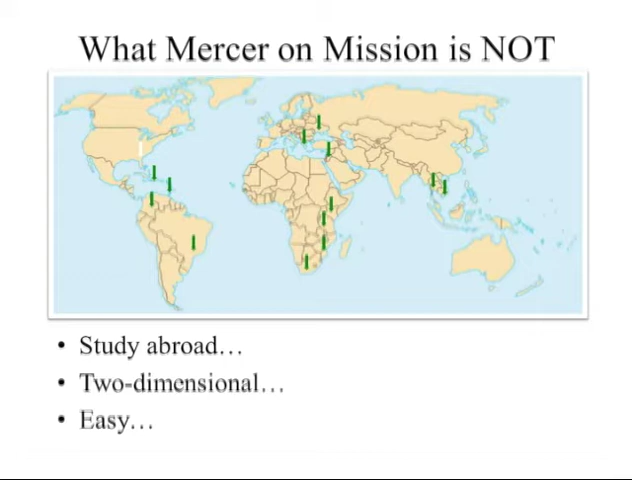 What Mercer on Mission is NOT
• Study abroad…
• Two-dimensional…
• Easy…